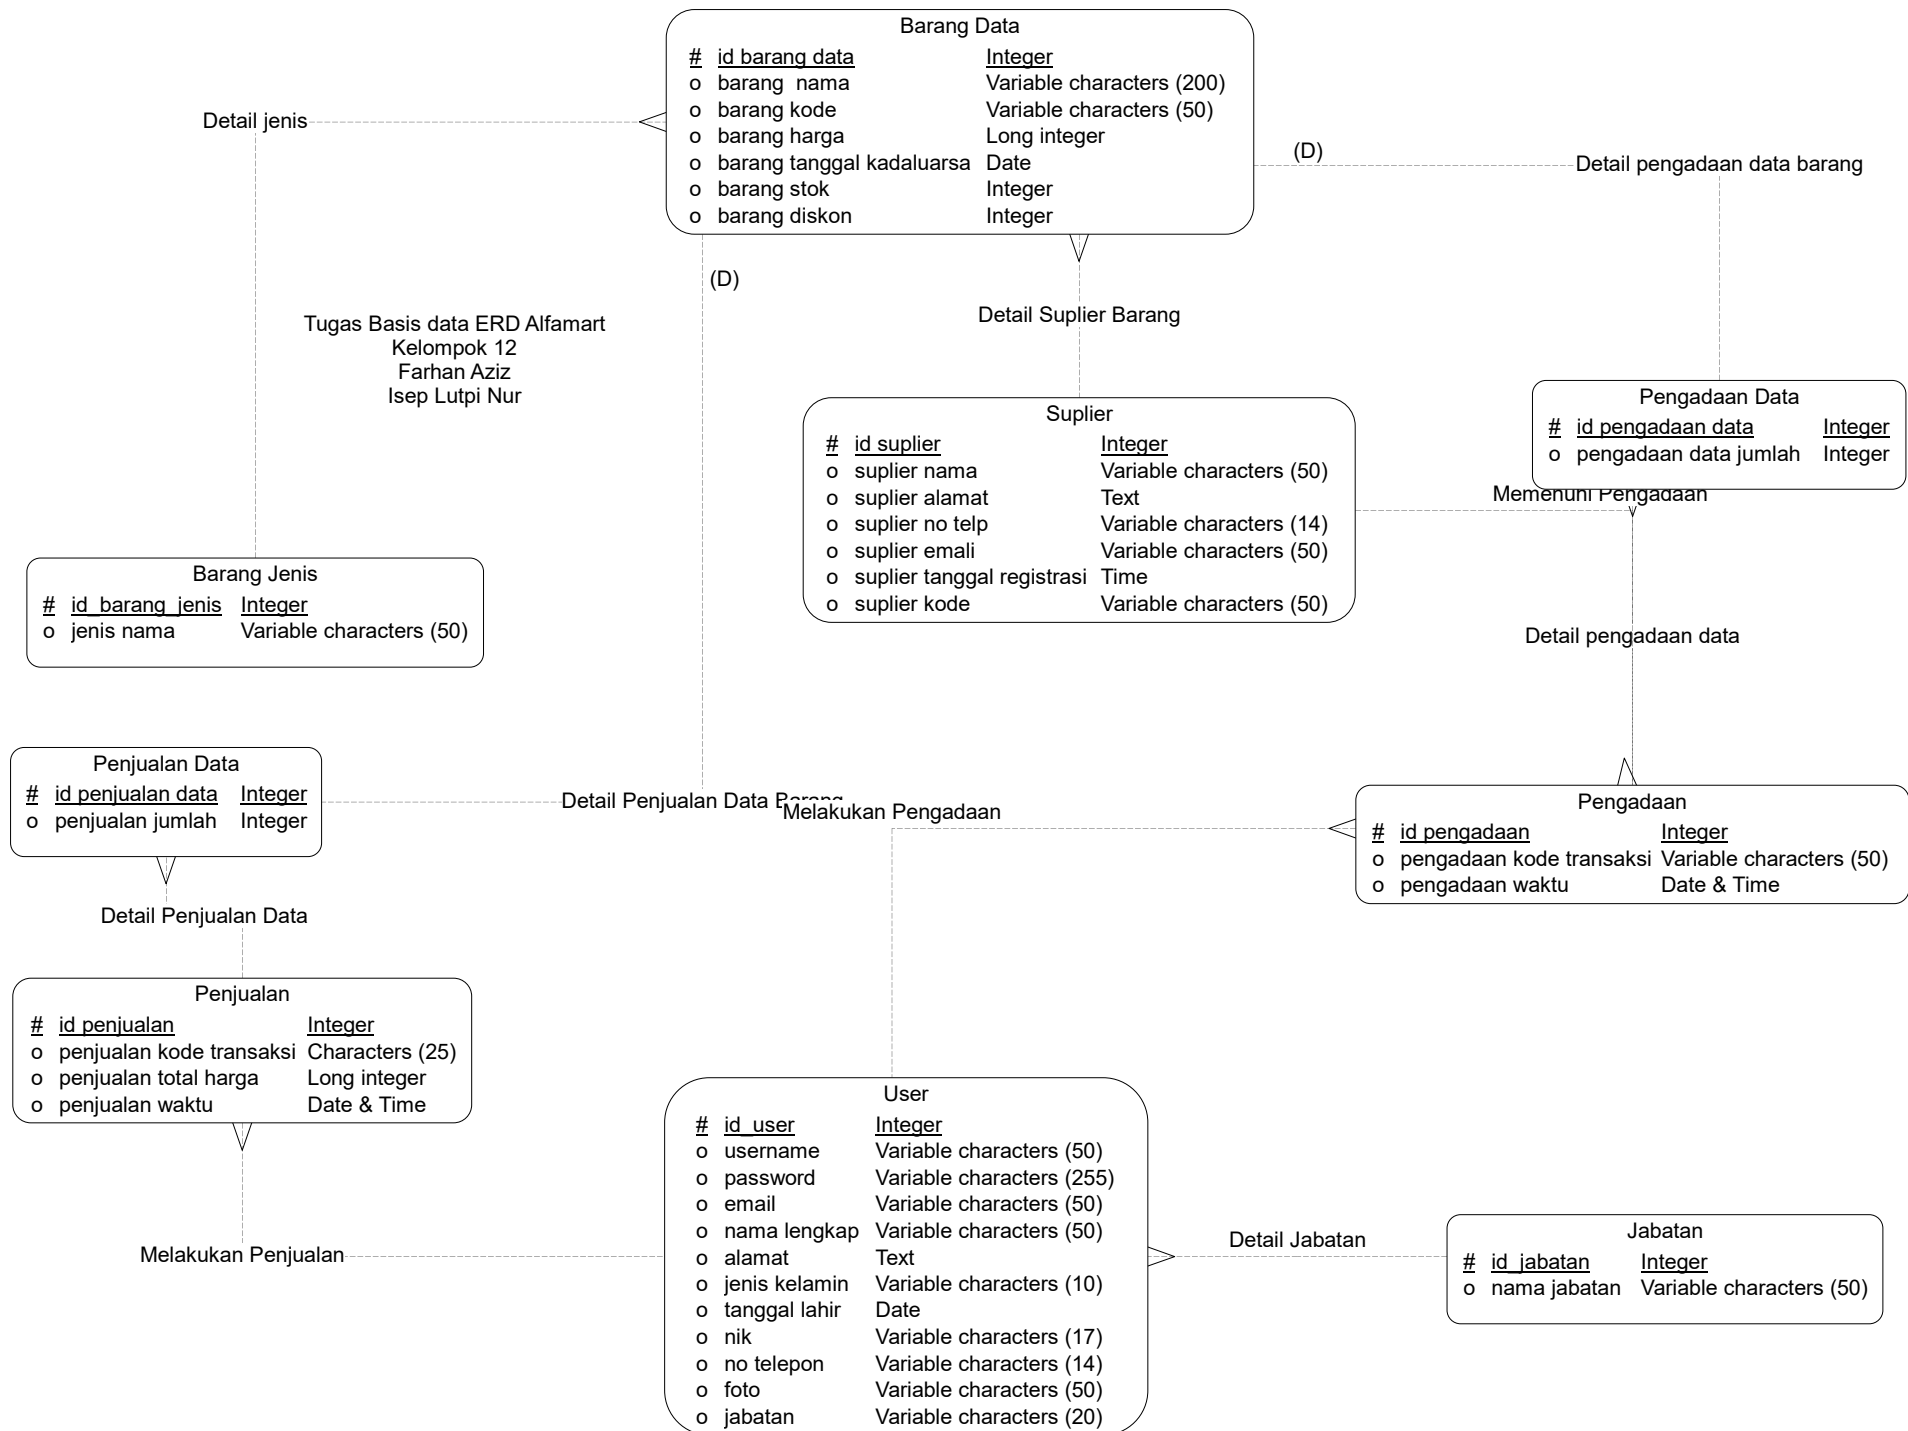 Barang Data
# id barang data Integer
o barang  nama Variable characters (200)
o barang kode Variable characters (50)
o barang harga Long integer
o barang tanggal kadaluarsa Date
o barang stok Integer
o barang diskon Integer
Detail jenis
(D)
Detail pengadaan data barang
(D)
Detail Suplier Barang
Tugas Basis data ERD Alfamart
Kelompok 12
Farhan Aziz
Isep Lutpi Nur
Suplier
# id suplier Integer
o suplier nama Variable characters (50)
o suplier alamat Text
o suplier no telp Variable characters (14)
o suplier emali Variable characters (50)
o suplier tanggal registrasi Time
o suplier kode Variable characters (50)
Pengadaan Data
# id pengadaan data Integer
o pengadaan data jumlah Integer
Memenuhi Pengadaan
Detail pengadaan data
Barang Jenis
# id_barang_jenis Integer
o jenis nama Variable characters (50)
Penjualan Data
# id penjualan data Integer
o penjualan jumlah Integer
Detail Penjualan Data Barang
Melakukan Pengadaan
Pengadaan
# id pengadaan Integer
o pengadaan kode transaksi Variable characters (50)
o pengadaan waktu Date & Time
Detail Penjualan Data
Penjualan
# id penjualan Integer
o penjualan kode transaksi Characters (25)
o penjualan total harga Long integer
o penjualan waktu Date & Time
Melakukan Penjualan
User
# id_user Integer
o username Variable characters (50)
o password Variable characters (255)
o email Variable characters (50)
o nama lengkap Variable characters (50)
o alamat Text
o jenis kelamin Variable characters (10)
o tanggal lahir Date
o nik Variable characters (17)
o no telepon Variable characters (14)
o foto Variable characters (50)
o jabatan Variable characters (20)
Detail Jabatan
Jabatan
# id_jabatan Integer
o nama jabatan Variable characters (50)